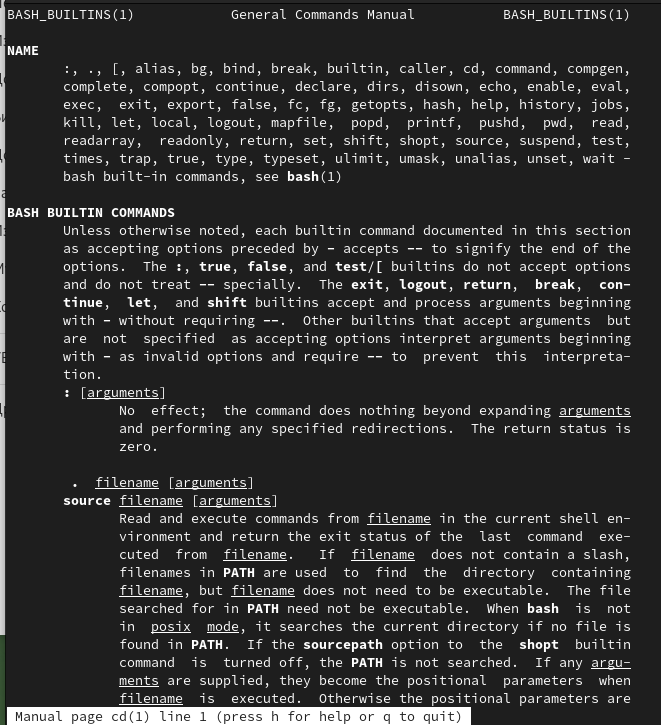 BASH_BUILTINS(1) General Commands Manual BASH_BUILTINS(1)
NAME
:, ., [, alias, bg, bind, break, builtin, caller, cd, command, compgen,
complete, compopt, continue, declare, dirs, disown, echo, enable, eval,
exec, exit, export, false, fc, fg, getopts, hash, help, history, jobs,
kill, let, local, logout, mapfile, popd, printf, pushd, pwd, read,
readarray, readonly, return, set, shift, shopt, source, suspend, test,
times, trap, true, type, typeset, ulimit, umask, unalias, unset, wait -
bash built-in commands, see bash(1)
BASH BUILTIN COMMANDS
Unless otherwise noted, each builtin command documented in this section
as accepting options preceded by - accepts -- to signify the end of the
options. The :, true, false, and test/[ builtins do not accept options
and do not treat -- specially. The exit, logout, return, break, con-
tinue, let, and shift builtins accept and process arguments beginning
with - without requiring --. Other builtins that accept arguments but
are not specified as accepting options interpret arguments beginning
with - as invalid options and require -- to prevent this interpreta-
tion.
: [arguments]
No effect; the command does nothing beyond expanding arguments
and performing any specified redirections. The return status is
zero.
. filename [arguments]
source filename [arguments]
Read and execute commands from filename in the current shell en-
vironment and return the exit status of the last command exe-
cuted from filename. If filename does not contain a slash,
filenames in PATH are used to find the directory containing
filename, but filename does not need to be executable. The file
searched for in PATH need not be executable. When bash is not
in posix mode, it searches the current directory if no file is
found in PATH. If the sourcepath option to the shopt builtin
command is turned off, the PATH is not searched. If any argu-
ments are supplied, they become the positional parameters when
filename is executed. Otherwise the positional parameters are
Manual page cd(1) line 1 (press h for help or q to quit)